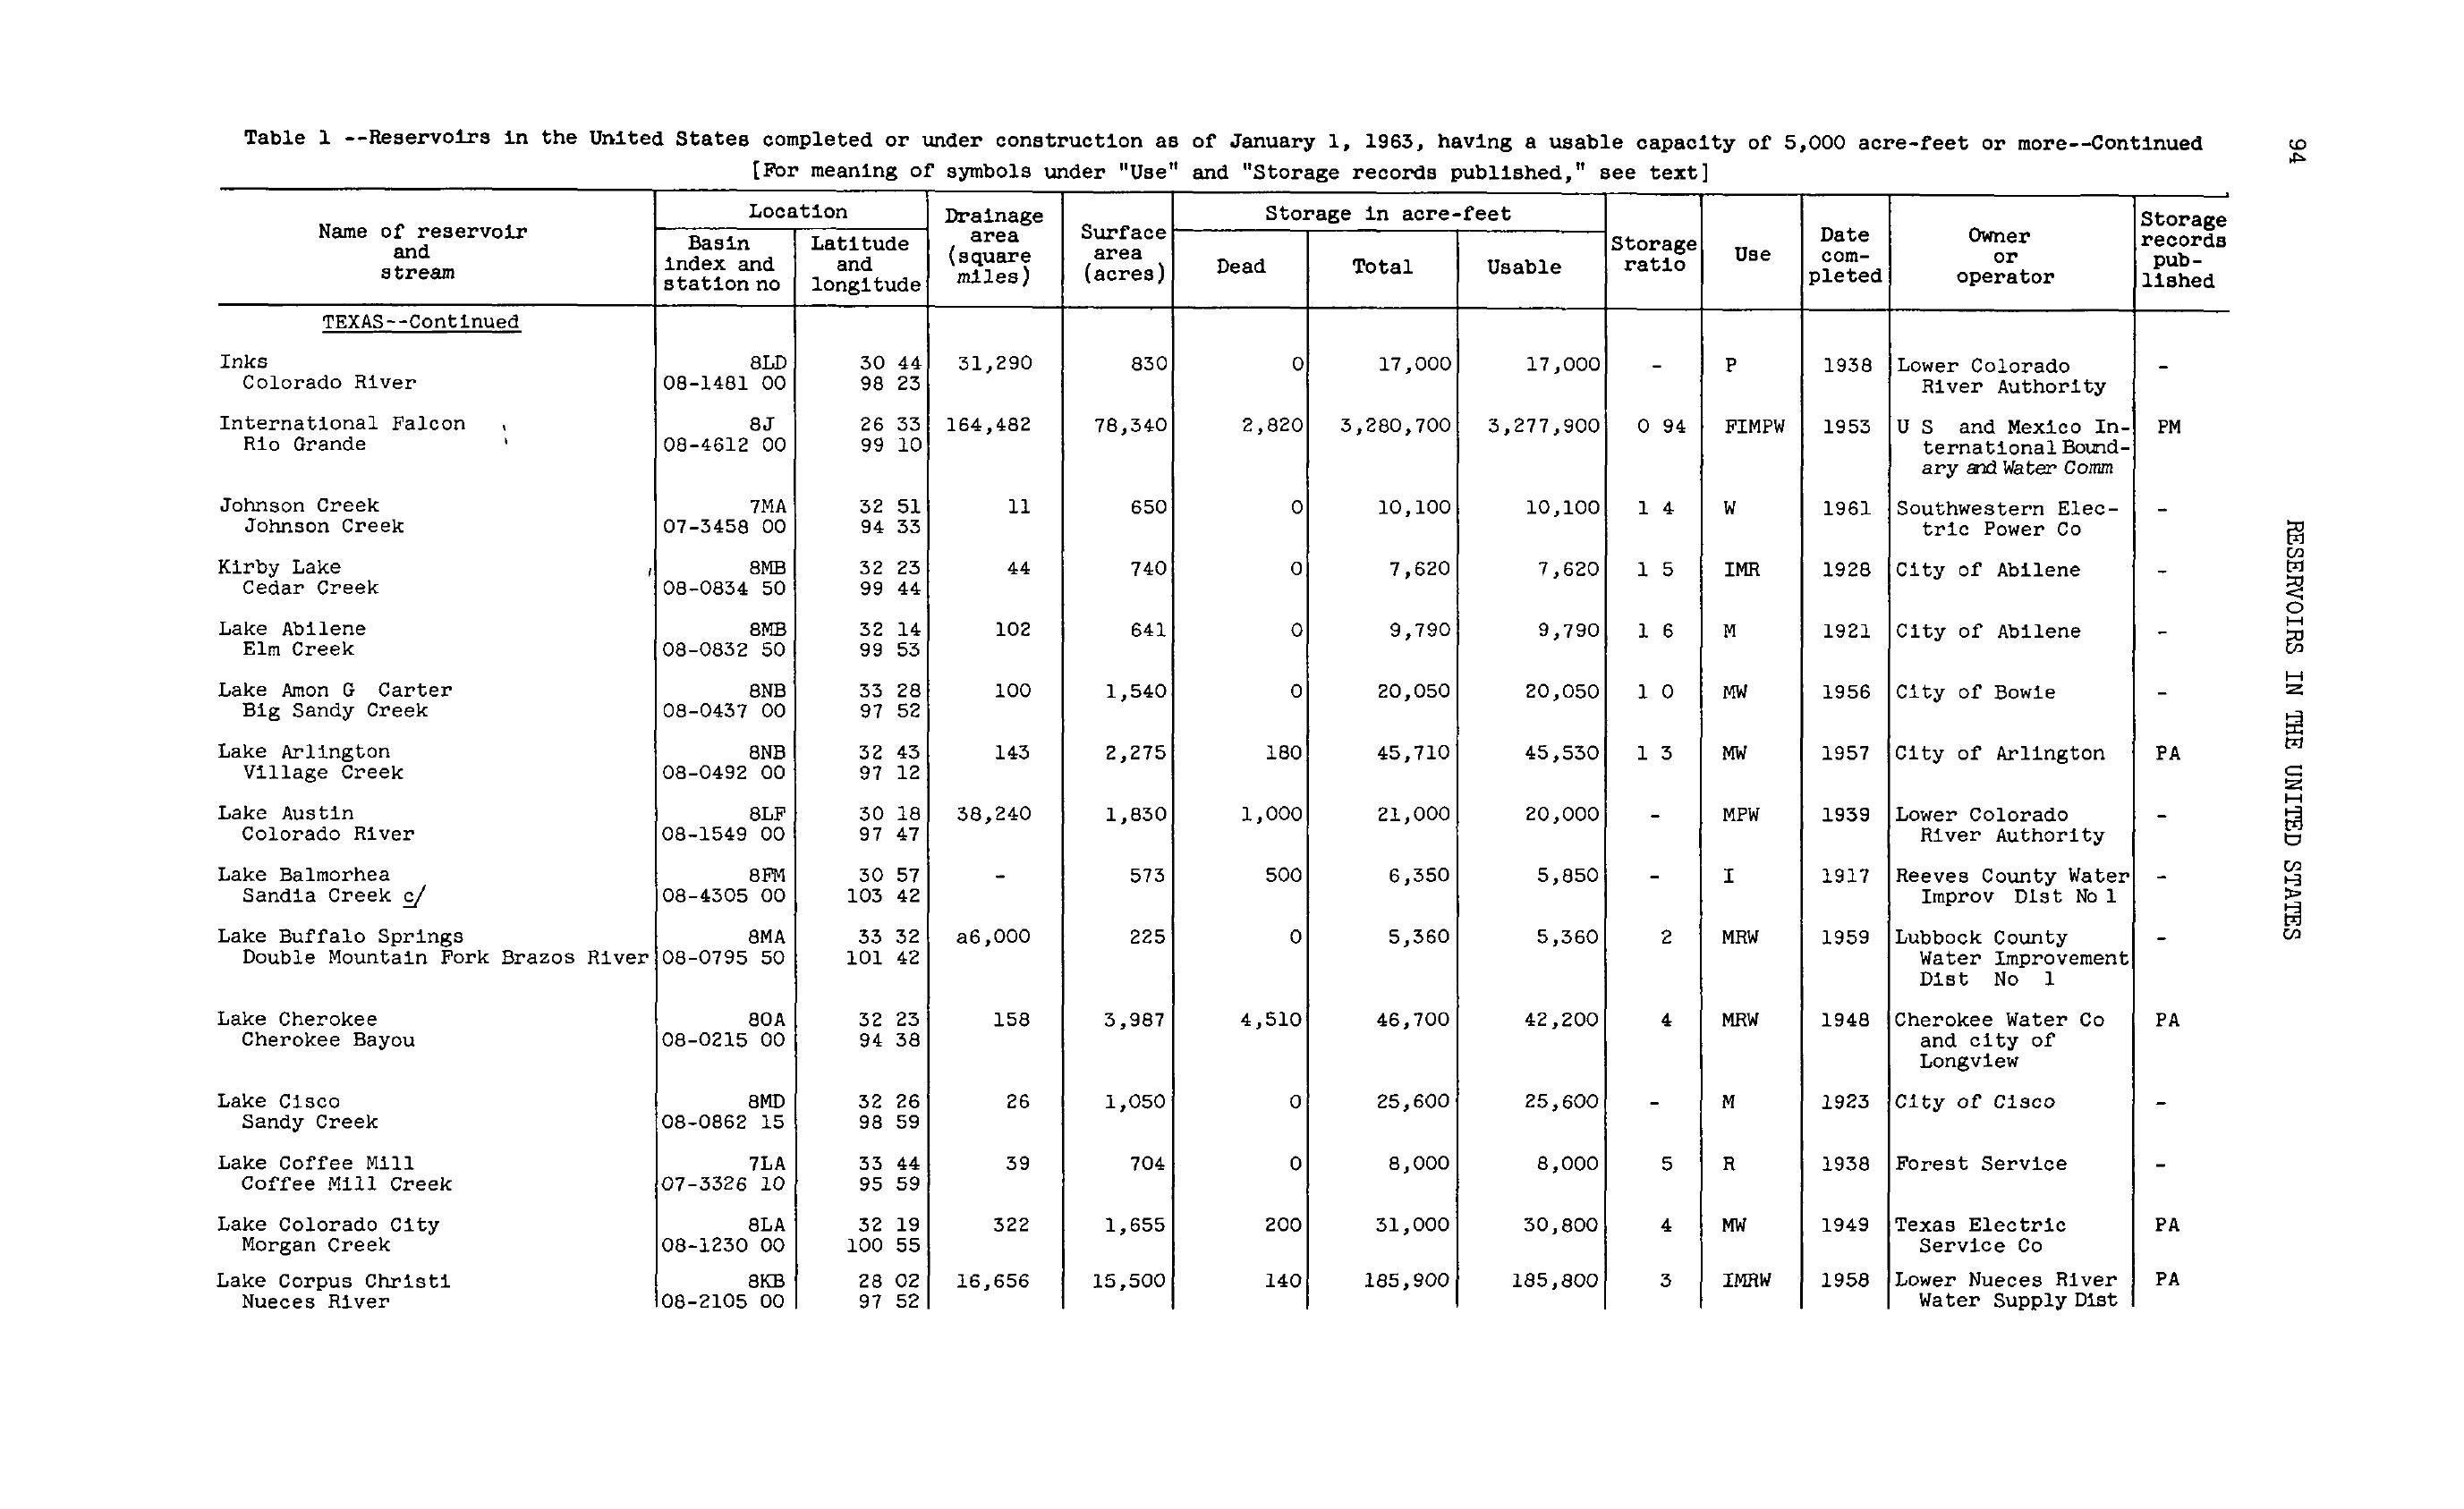 Table 1 --Reservoirs in the United States completed or under construction as of January 1, 1963, having a usable capacity of 5,000 acre-feet or more--Continued
[For meaning of symbols under "Use" and "Storage records published," see text]
94
Name of reservoir and stream | Location | Drainage area (square miles) | Surface area (acres) | Storage in acre-feet | Storage ratio | Use | Date com-pleted | Owner or operator | Storage records pub-lished
Basin index and station no | Latitude and longitude | Dead | Total | Usable
TEXAS--Continued
Inks 8LD 30 44 31,290 830 0 17,000 17,000 - P 1938 Lower Colorado -
Colorado River 08-1481 00 98 23 River Authority
International Falcon 8J 26 33 164,482 78,340 2,820 3,280,700 3,277,900 0 94 FIMPW 1953 U S and Mexico In- PM
Rio Grande 08-4612 00 99 10 ternational Bound-
ary and Water Comm
Johnson Creek 7MA 32 51 11 650 0 10,100 10,100 1 4 W 1961 Southwestern Elec- -
Johnson Creek 07-3458 00 94 33 tric Power Co
Kirby Lake 8MB 32 23 44 740 0 7,620 7,620 1 5 IMR 1928 City of Abilene -
Cedar Creek 08-0834 50 99 44
Lake Abilene 8MB 32 14 102 641 0 9,790 9,790 1 6 M 1921 City of Abilene -
Elm Creek 08-0832 50 99 53
Lake Amon G Carter 8NB 33 28 100 1,540 0 20,050 20,050 1 0 MW 1956 City of Bowie -
Big Sandy Creek 08-0437 00 97 52
Lake Arlington 8NB 32 43 143 2,275 180 45,710 45,530 1 3 MW 1957 City of Arlington PA
Village Creek 08-0492 00 97 12
Lake Austin 8LF 30 18 38,240 1,830 1,000 21,000 20,000 - MPW 1939 Lower Colorado -
Colorado River 08-1549 00 97 47 River Authority
Lake Balmorhea 8FM 30 57 - 573 500 6,350 5,850 - I 1917 Reeves County Water -
Sandia Creek c/ 08-4305 00 103 42 Improv Dist No 1
Lake Buffalo Springs 8MA 33 32 a6,000 225 0 5,360 5,360 2 MRW 1959 Lubbock County -
Double Mountain Fork Brazos River 08-0795 50 101 42 Water Improvement
Dist No 1
Lake Cherokee 8OA 32 23 158 3,987 4,510 46,700 42,200 4 MRW 1948 Cherokee Water Co PA
Cherokee Bayou 08-0215 00 94 38 and city of
Longview
Lake Cisco 8MD 32 26 26 1,050 0 25,600 25,600 - M 1923 City of Cisco -
Sandy Creek 08-0862 15 98 59
Lake Coffee Mill 7LA 33 44 39 704 0 8,000 8,000 5 R 1938 Forest Service -
Coffee Mill Creek 07-3326 10 95 59
Lake Colorado City 8LA 32 19 322 1,655 200 31,000 30,800 4 MW 1949 Texas Electric PA
Morgan Creek 08-1230 00 100 55 Service Co
Lake Corpus Christi 8KB 28 02 16,656 15,500 140 185,900 185,800 3 IMRW 1958 Lower Nueces River PA
Nueces River 08-2105 00 97 52 Water Supply Dist
RESERVOIRS IN THE UNITED STATES